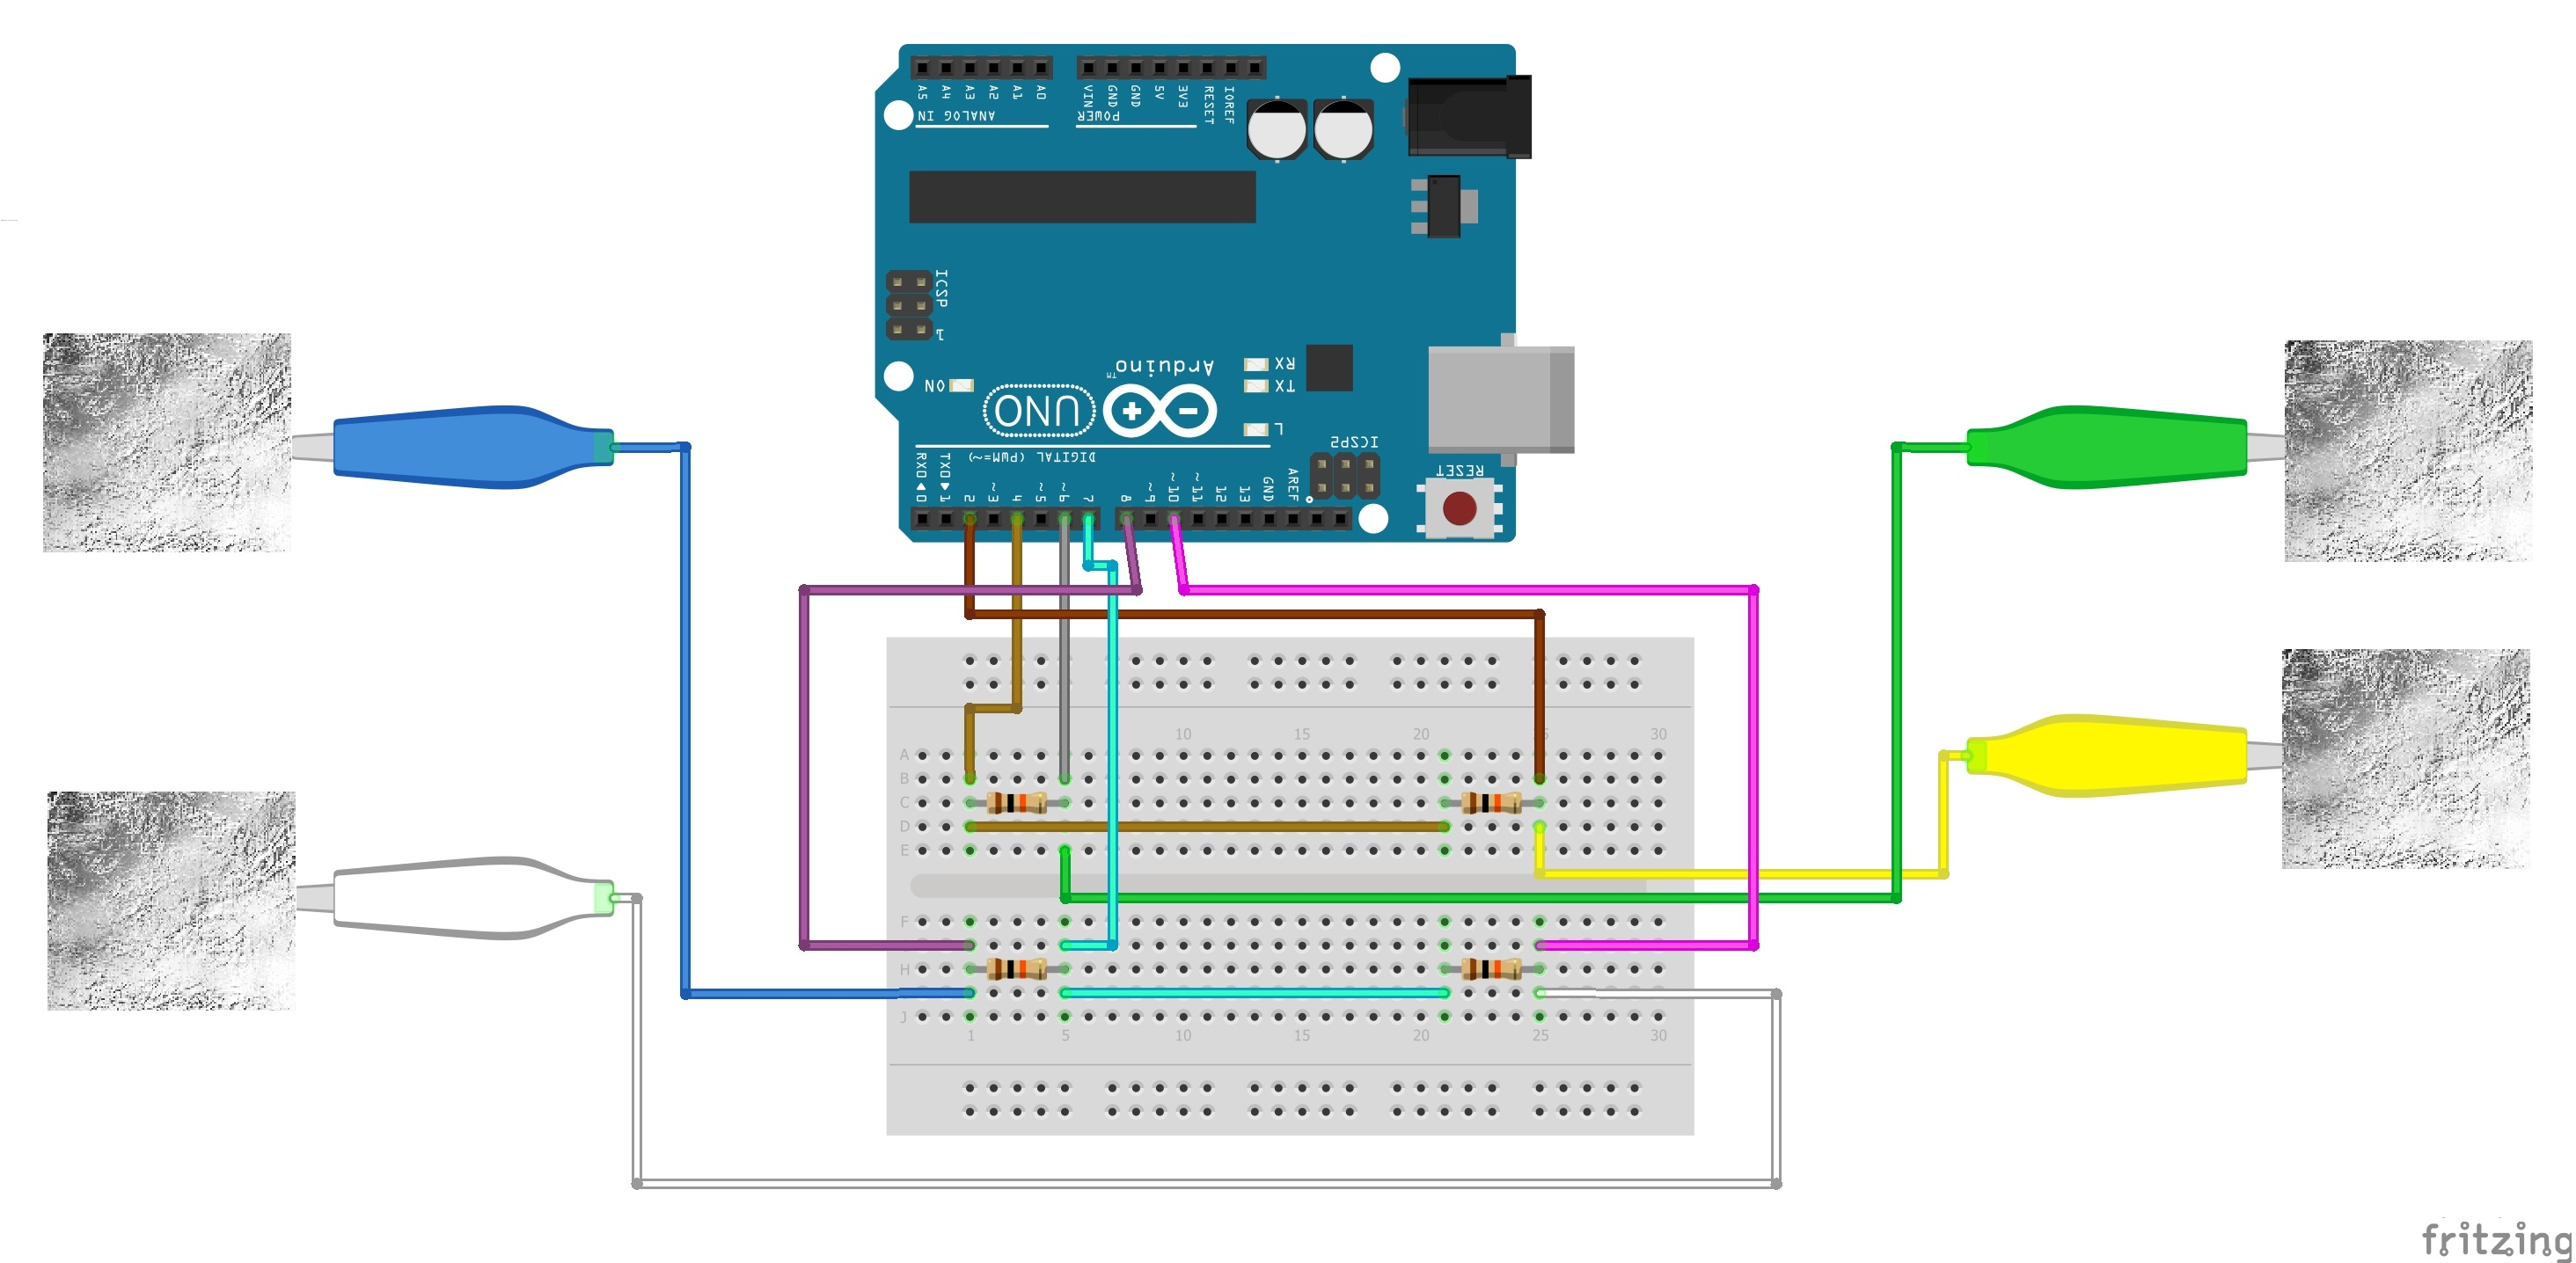 A5 A4 A3 A2 A1 A0 VIN GND GND 5V 3V3 RESET IOREF
ANALOG IN POWER
ICSP
1
Arduino
TM
RX
TX
ON
UNO
L
ICSP2
DIGITAL (PWM=~)
RESET
RX0 TX0
0 1 2 ~3 4 ~5 ~6 7 8 ~9 ~10 ~11 12 13 GND AREF
10 15 20 30
A
B
C
D
E
F
H
J
1 5 10 15 20 25 30
fritzing